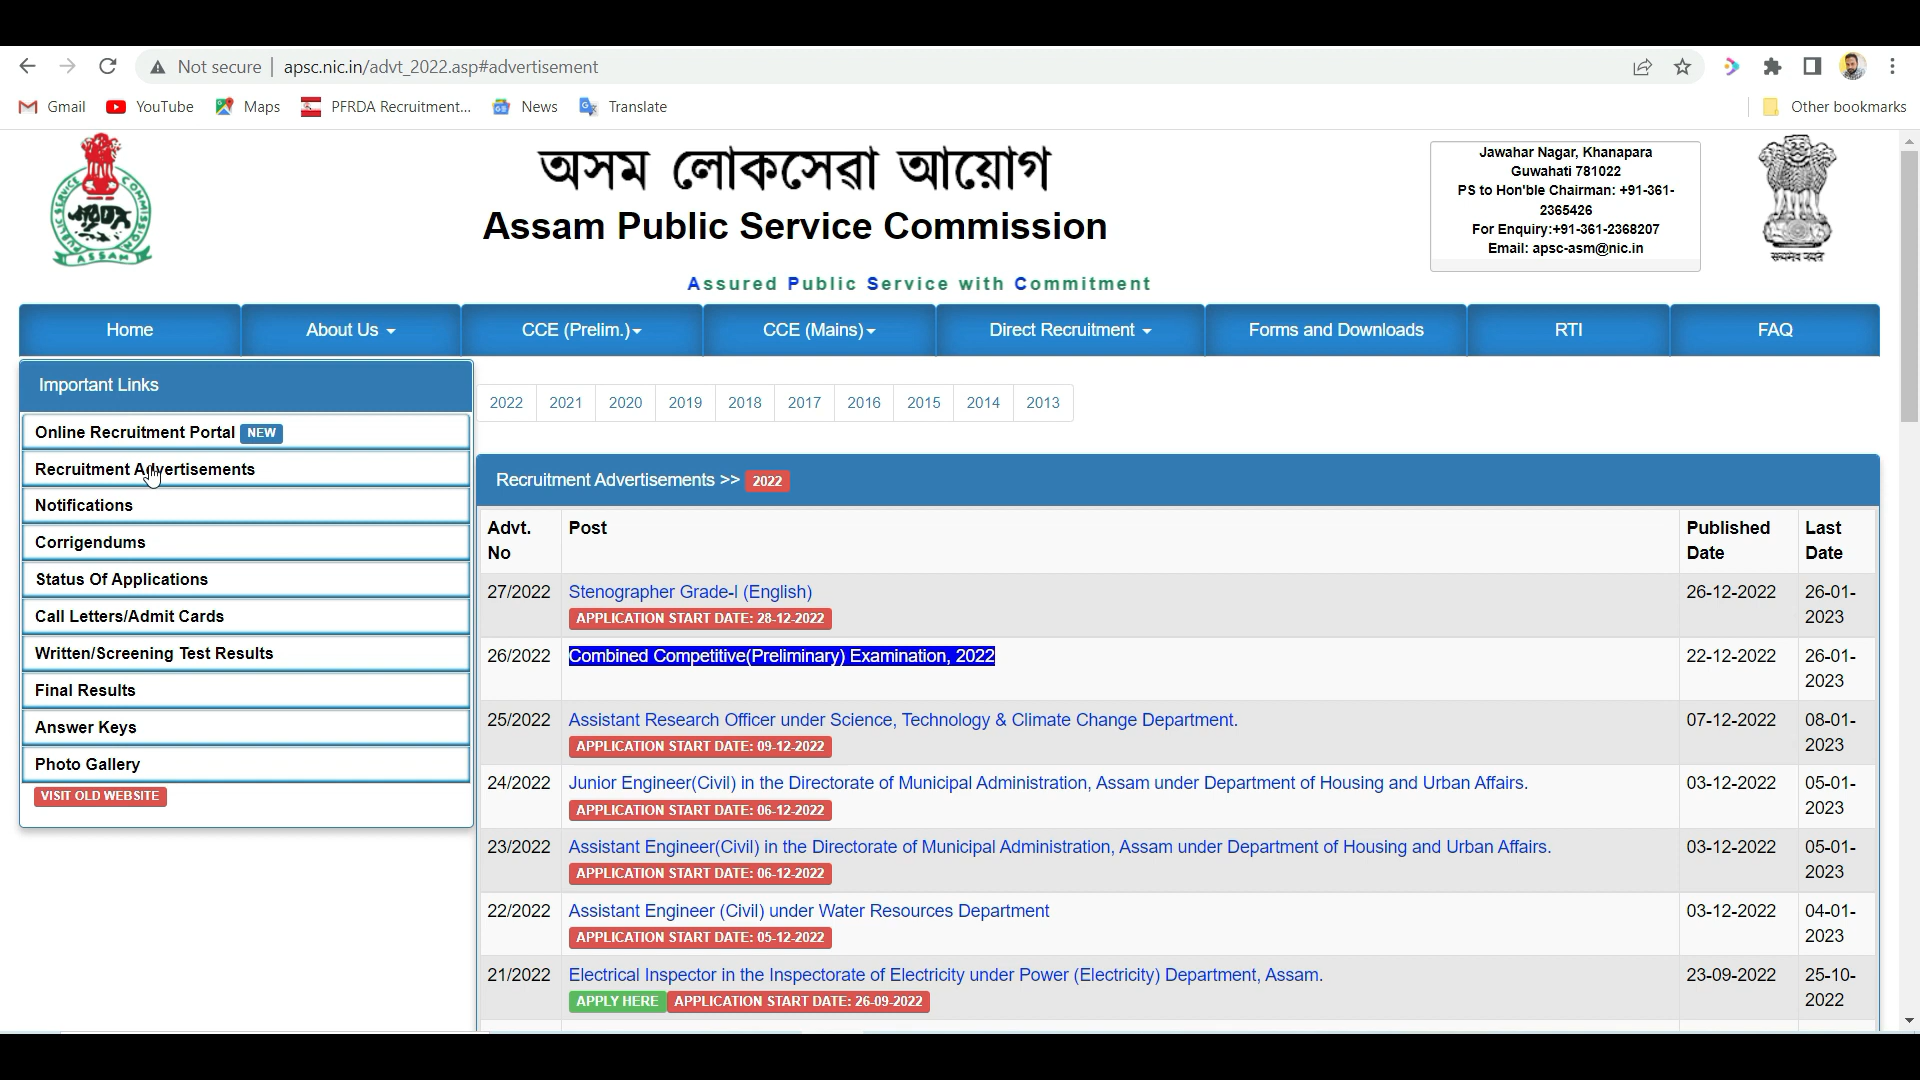 Not secure | apsc.nic.in/advt_2022.asp#advertisement
Gmail YouTube Maps PFRDA Recruitment... News Translate Other bookmarks
PUBLIC SERVICE COMMISSION
ASSAM
অসম লোকসেৱা আয়োগ
Assam Public Service Commission
Assured Public Service with Commitment
Jawahar Nagar, Khanapara
Guwahati 781022
PS to Hon'ble Chairman: +91-361-
2365426
For Enquiry:+91-361-2368207
Email: apsc-asm@nic.in
सत्यमेव जयते
Home About Us CCE (Prelim.) CCE (Mains) Direct Recruitment Forms and Downloads RTI FAQ
Important Links
Online Recruitment Portal NEW
Recruitment Advertisements
Notifications
Corrigendums
Status Of Applications
Call Letters/Admit Cards
Written/Screening Test Results
Final Results
Answer Keys
Photo Gallery
VISIT OLD WEBSITE
2022 2021 2020 2019 2018 2017 2016 2015 2014 2013
Recruitment Advertisements >> 2022
Advt. No Post Published Date Last Date
27/2022 Stenographer Grade-I (English) 26-12-2022 26-01-
APPLICATION START DATE: 28-12-2022 2023
26/2022 Combined Competitive(Preliminary) Examination, 2022 22-12-2022 26-01-
2023
25/2022 Assistant Research Officer under Science, Technology & Climate Change Department. 07-12-2022 08-01-
APPLICATION START DATE: 09-12-2022 2023
24/2022 Junior Engineer(Civil) in the Directorate of Municipal Administration, Assam under Department of Housing and Urban Affairs. 03-12-2022 05-01-
APPLICATION START DATE: 06-12-2022 2023
23/2022 Assistant Engineer(Civil) in the Directorate of Municipal Administration, Assam under Department of Housing and Urban Affairs. 03-12-2022 05-01-
APPLICATION START DATE: 06-12-2022 2023
22/2022 Assistant Engineer (Civil) under Water Resources Department 03-12-2022 04-01-
APPLICATION START DATE: 05-12-2022 2023
21/2022 Electrical Inspector in the Inspectorate of Electricity under Power (Electricity) Department, Assam. 23-09-2022 25-10-
APPLY HERE APPLICATION START DATE: 26-09-2022 2022